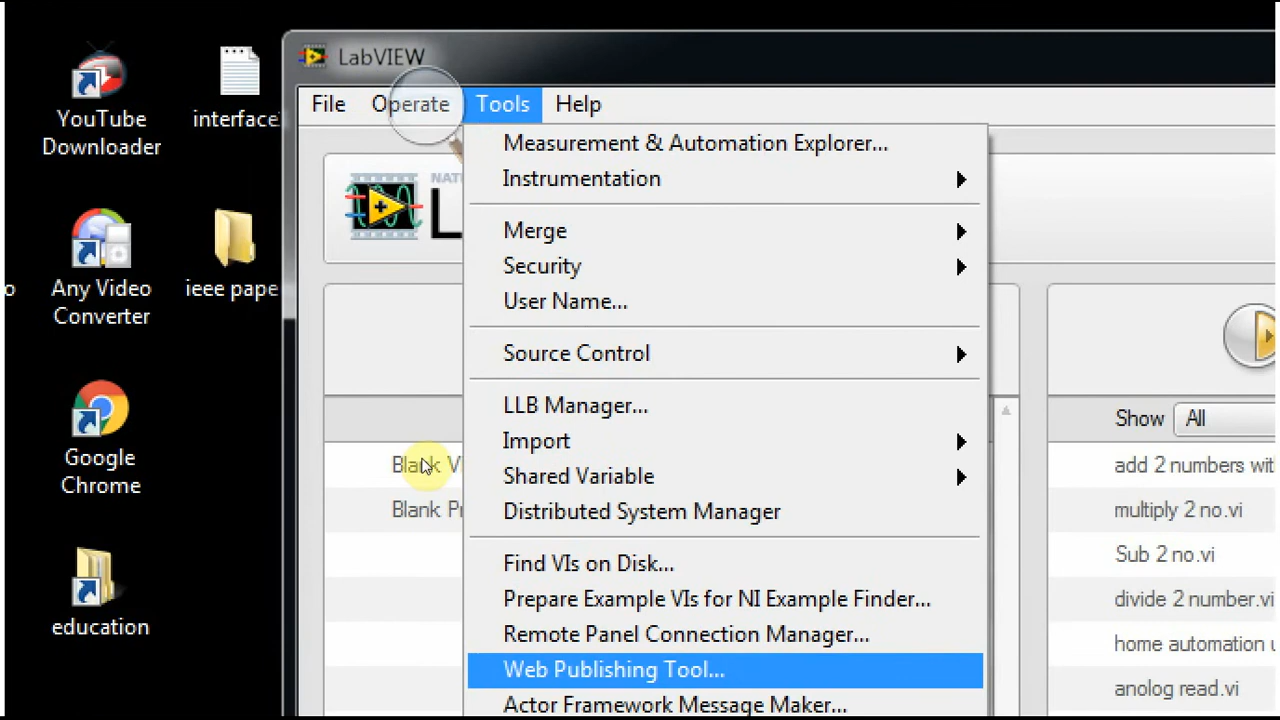 YouTube
Downloader
interface
Any Video
Converter
ieee pape
Google
Chrome
education
LabVIEW
File Operate Tools Help
Measurement & Automation Explorer...
Instrumentation
Merge
Security
User Name...
Source Control
LLB Manager...
Import
Shared Variable
Distributed System Manager
Find VIs on Disk...
Prepare Example VIs for NI Example Finder...
Remote Panel Connection Manager...
Web Publishing Tool...
Actor Framework Message Maker...
NAT
L
Blank V
Blank Pr
Show All
add 2 numbers wit
multiply 2 no.vi
Sub 2 no.vi
divide 2 number.vi
home automation u
anolog read.vi